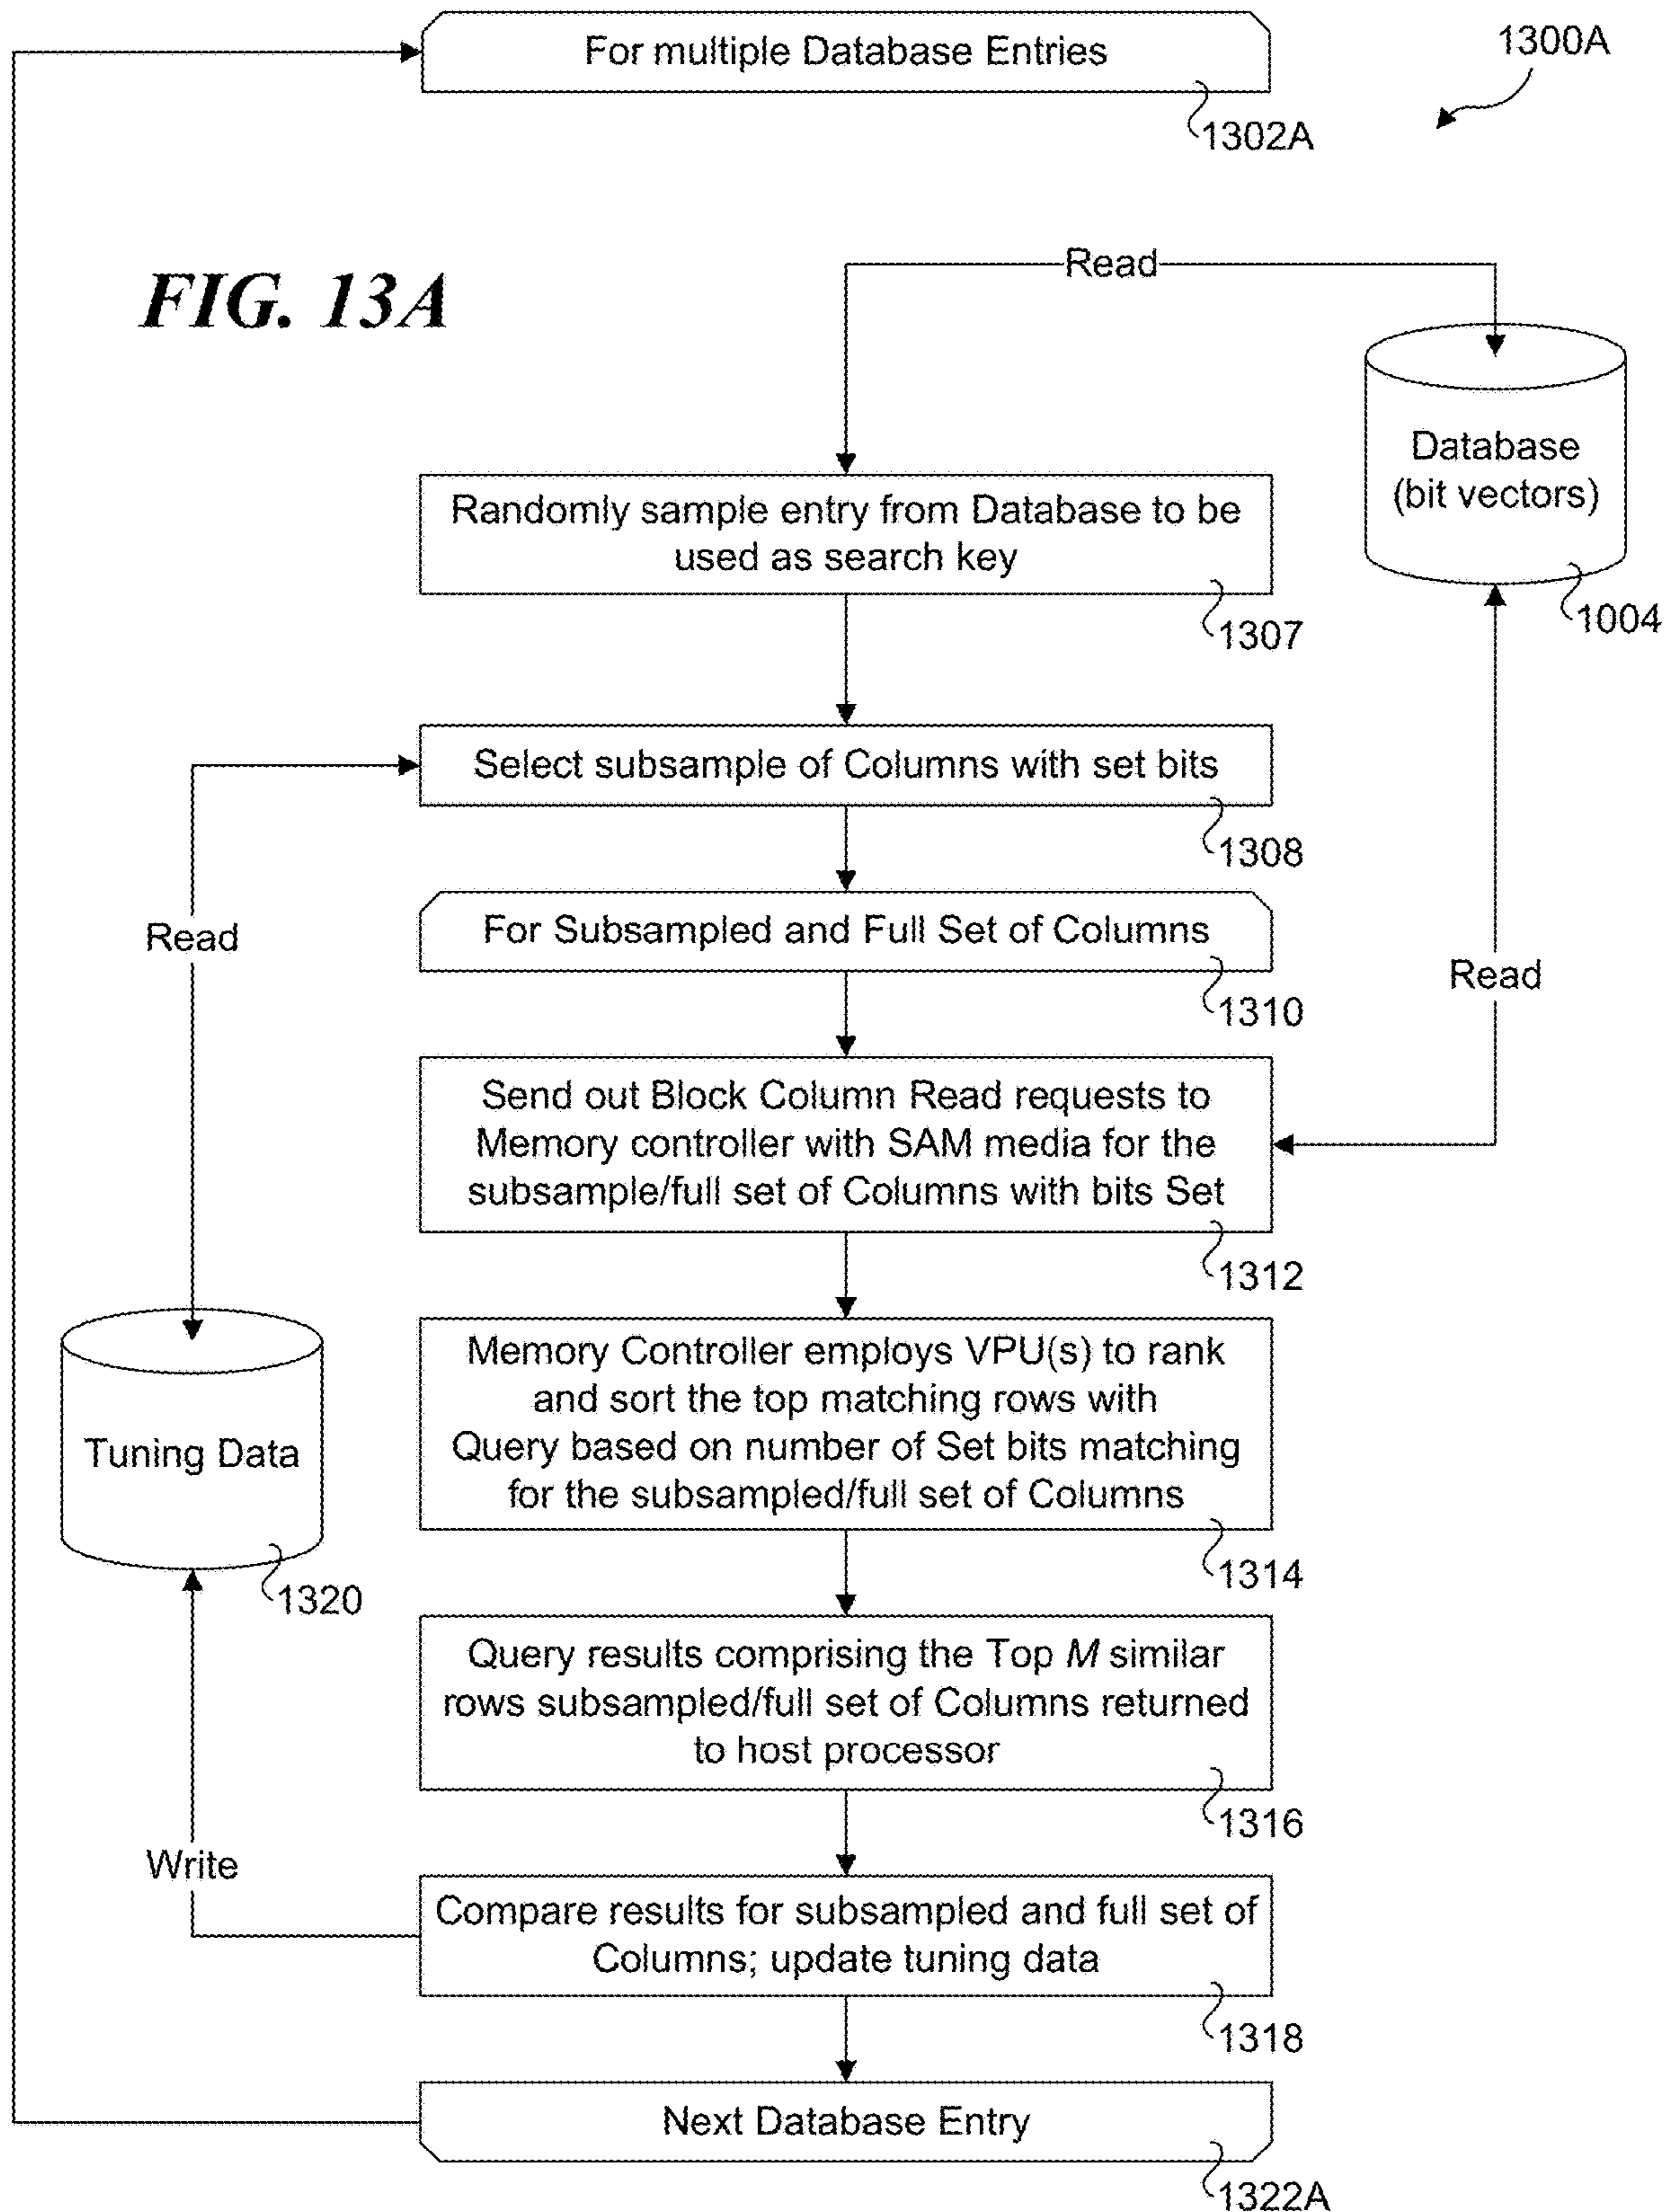 For multiple Database Entries
1300A
1302A
FIG. 13A
Read
Database
(bit vectors)
1004
Randomly sample entry from Database to be
used as search key
1307
Select subsample of Columns with set bits
1308
Read
For Subsampled and Full Set of Columns
1310
Read
Send out Block Column Read requests to
Memory controller with SAM media for the
subsample/full set of Columns with bits Set
1312
Memory Controller employs VPU(s) to rank
and sort the top matching rows with
Query based on number of Set bits matching
for the subsampled/full set of Columns
1314
Tuning Data
1320
Query results comprising the Top M similar
rows subsampled/full set of Columns returned
to host processor
1316
Write
Compare results for subsampled and full set of
Columns; update tuning data
1318
Next Database Entry
1322A